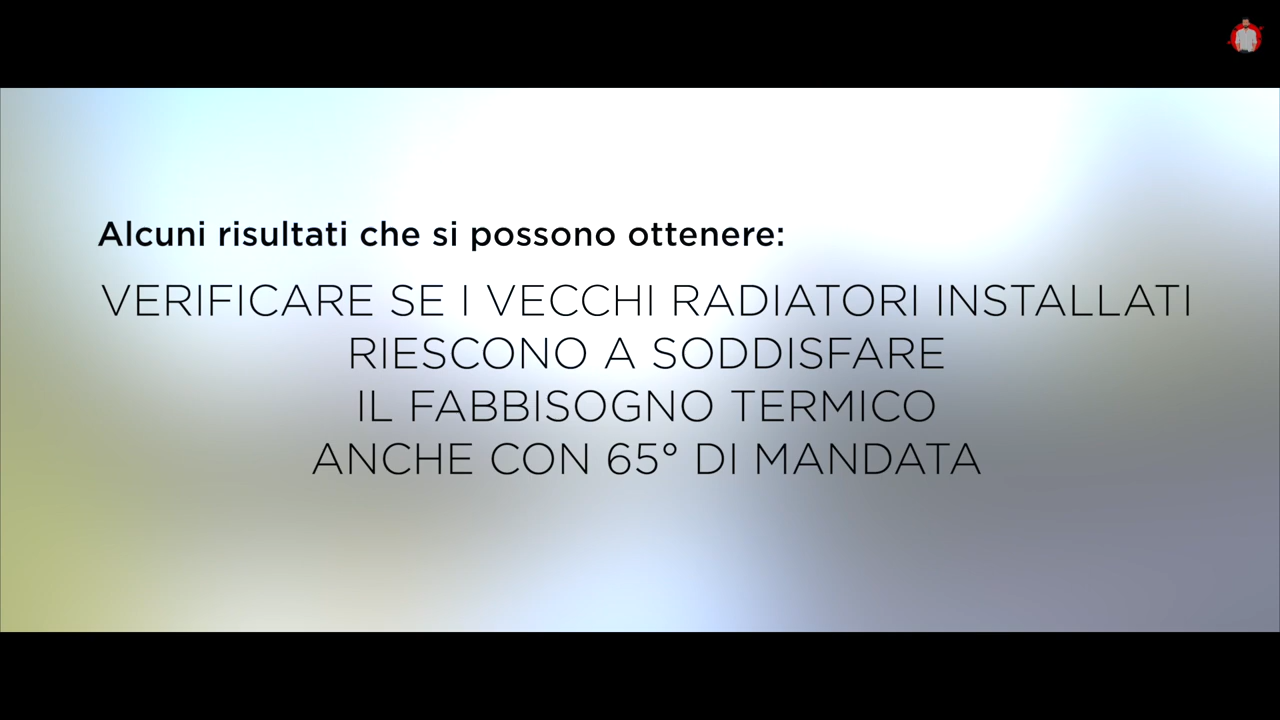 Alcuni risultati che si possono ottenere:
VERIFICARE SE I VECCHI RADIATORI INSTALLATI
RIESCONO A SODDISFARE
IL FABBISOGNO TERMICO
ANCHE CON 65° DI MANDATA